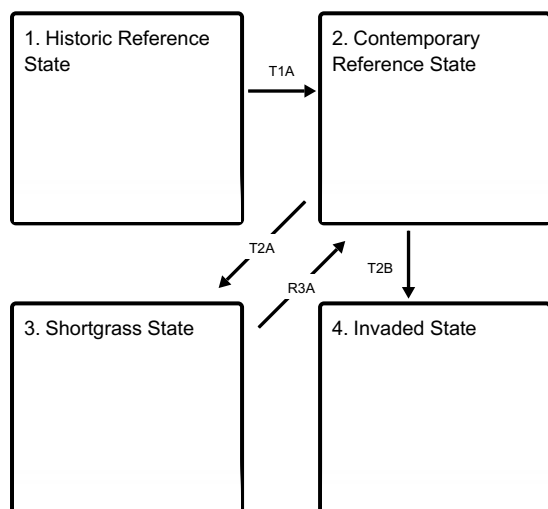 1. Historic Reference
State
T1A
2. Contemporary
Reference State
T2A
R3A
T2B
3. Shortgrass State
4. Invaded State